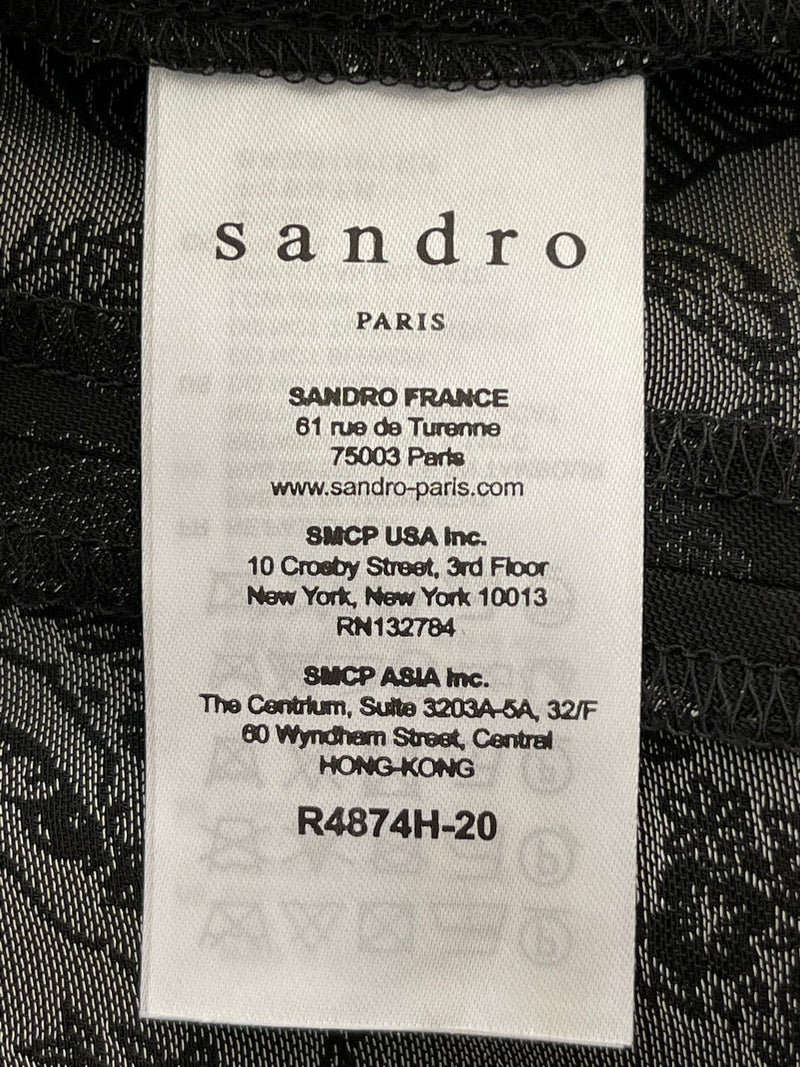 sandro
PARIS
SANDRO FRANCE
61 rue de Turenne
75003 Paris
www.sandro-paris.com
SMCP USA Inc.
10 Crosby Street, 3rd Floor
New York, New York 10013
RN132784
SMCP ASIA Inc.
The Centrium, Suite 3203A-5A, 32/F
60 Wyndham Street, Central
HONG-KONG
R4874H-20